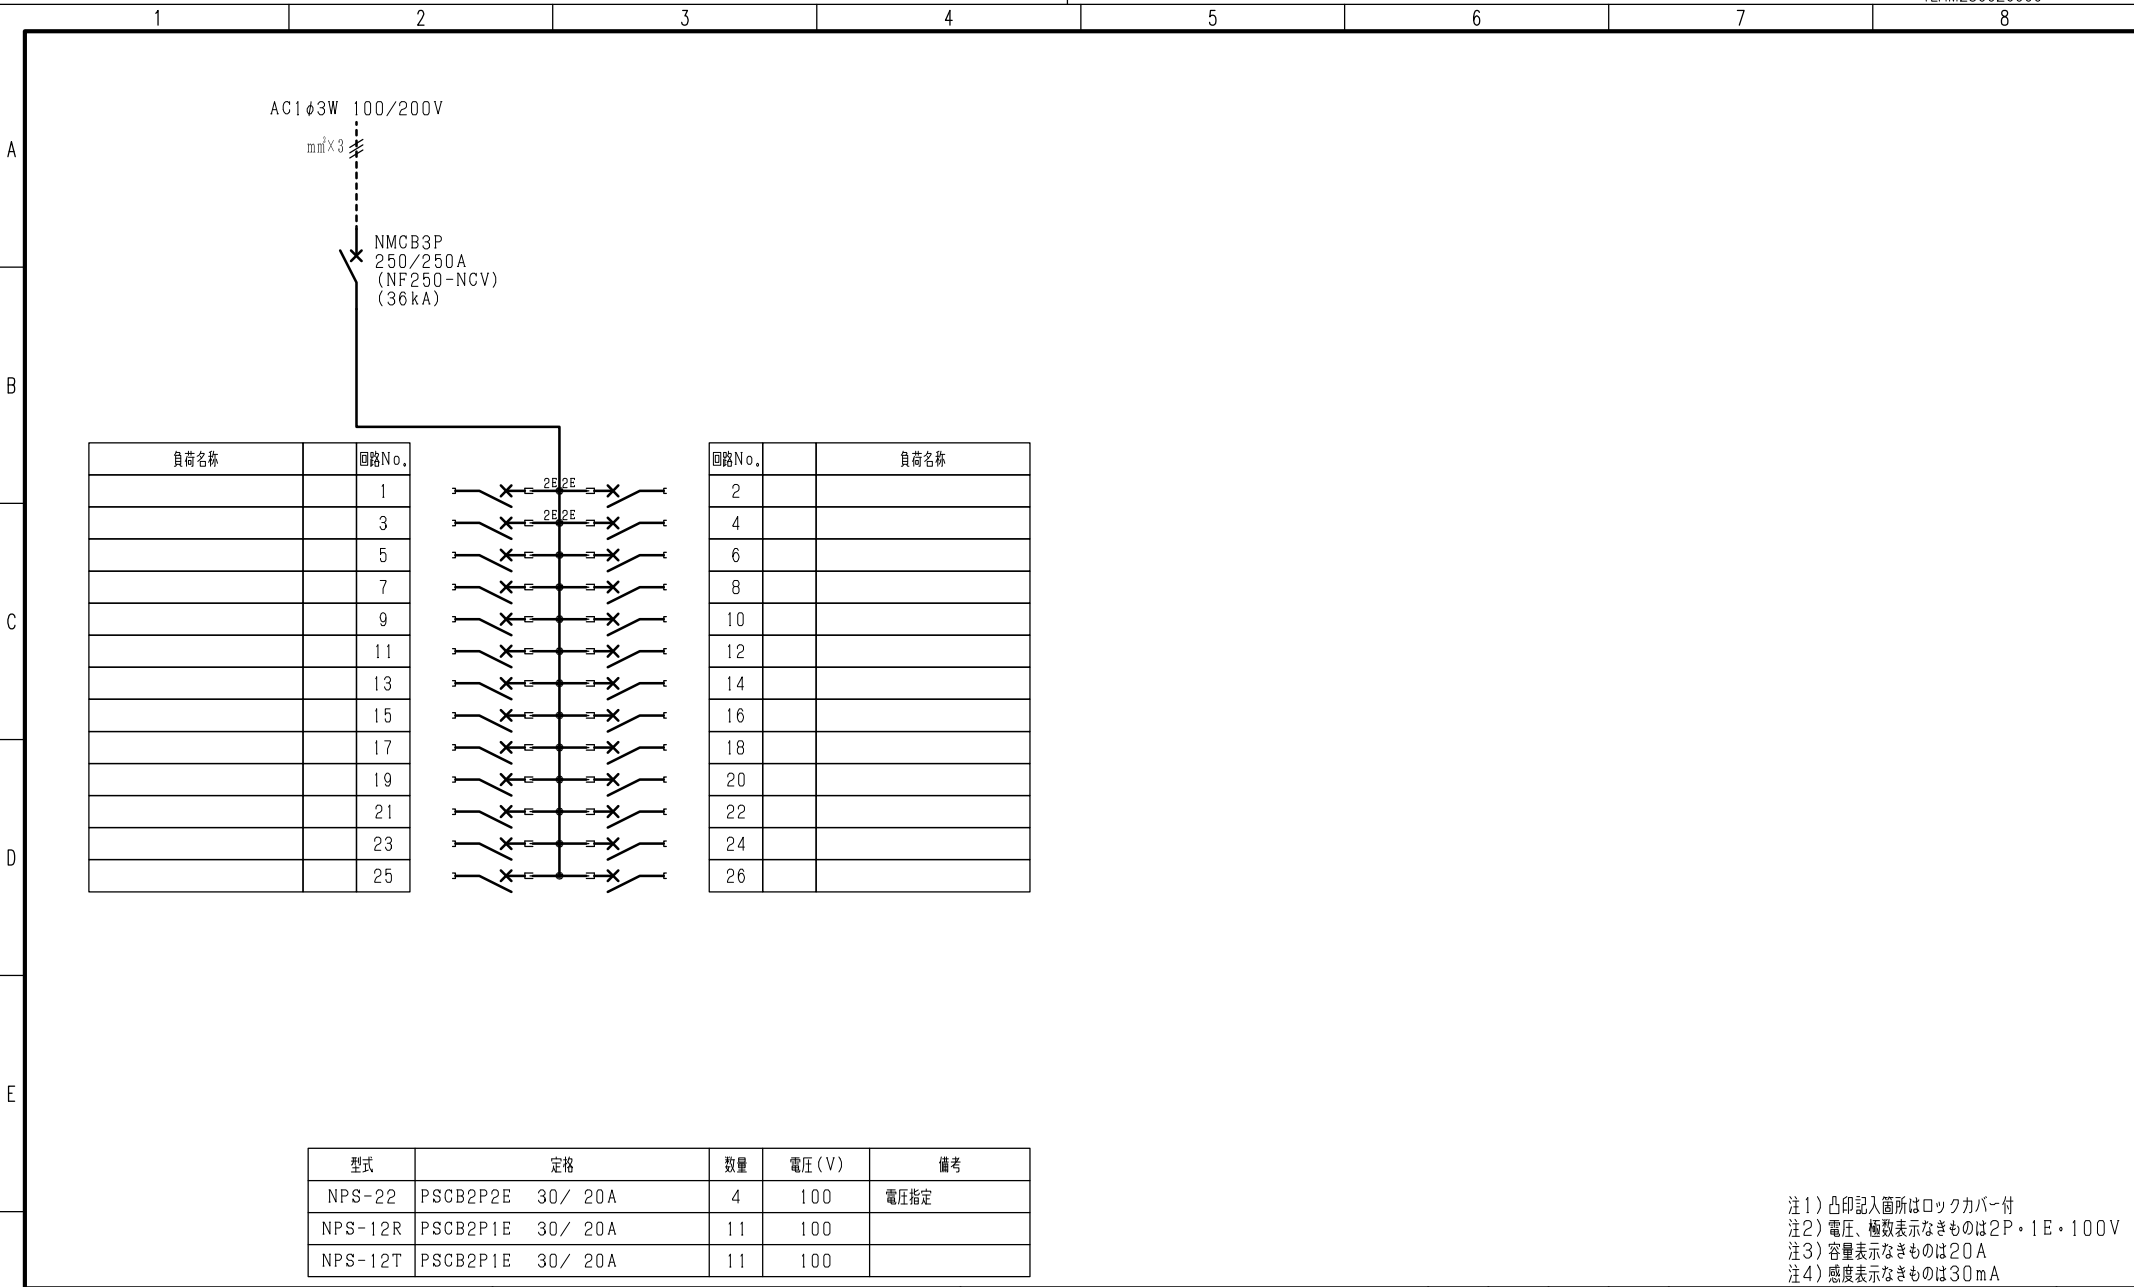 1 2 3 4 5 6 7 8
A
B
C
D
E
AC1φ3W 100/200V
mm²×3
NMCB3P
250/250A
(NF250-NCV)
(36kA)
負荷名称 回路No. 回路No. 負荷名称
1 2E 2E 2
3 2E 2E 4
5 6
7 8
9 10
11 12
13 14
15 16
17 18
19 20
21 22
23 24
25 26
型式 定格 数量 電圧(V) 備考
NPS-22 PSCB2P2E 30/ 20A 4 100 電圧指定
NPS-12R PSCB2P1E 30/ 20A 11 100
NPS-12T PSCB2P1E 30/ 20A 11 100
注1)凸印記入箇所はロックカバー付
注2)電圧、極数表示なきものは2P・1E・100V
注3)容量表示なきものは20A
注4)感度表示なきものは30mA